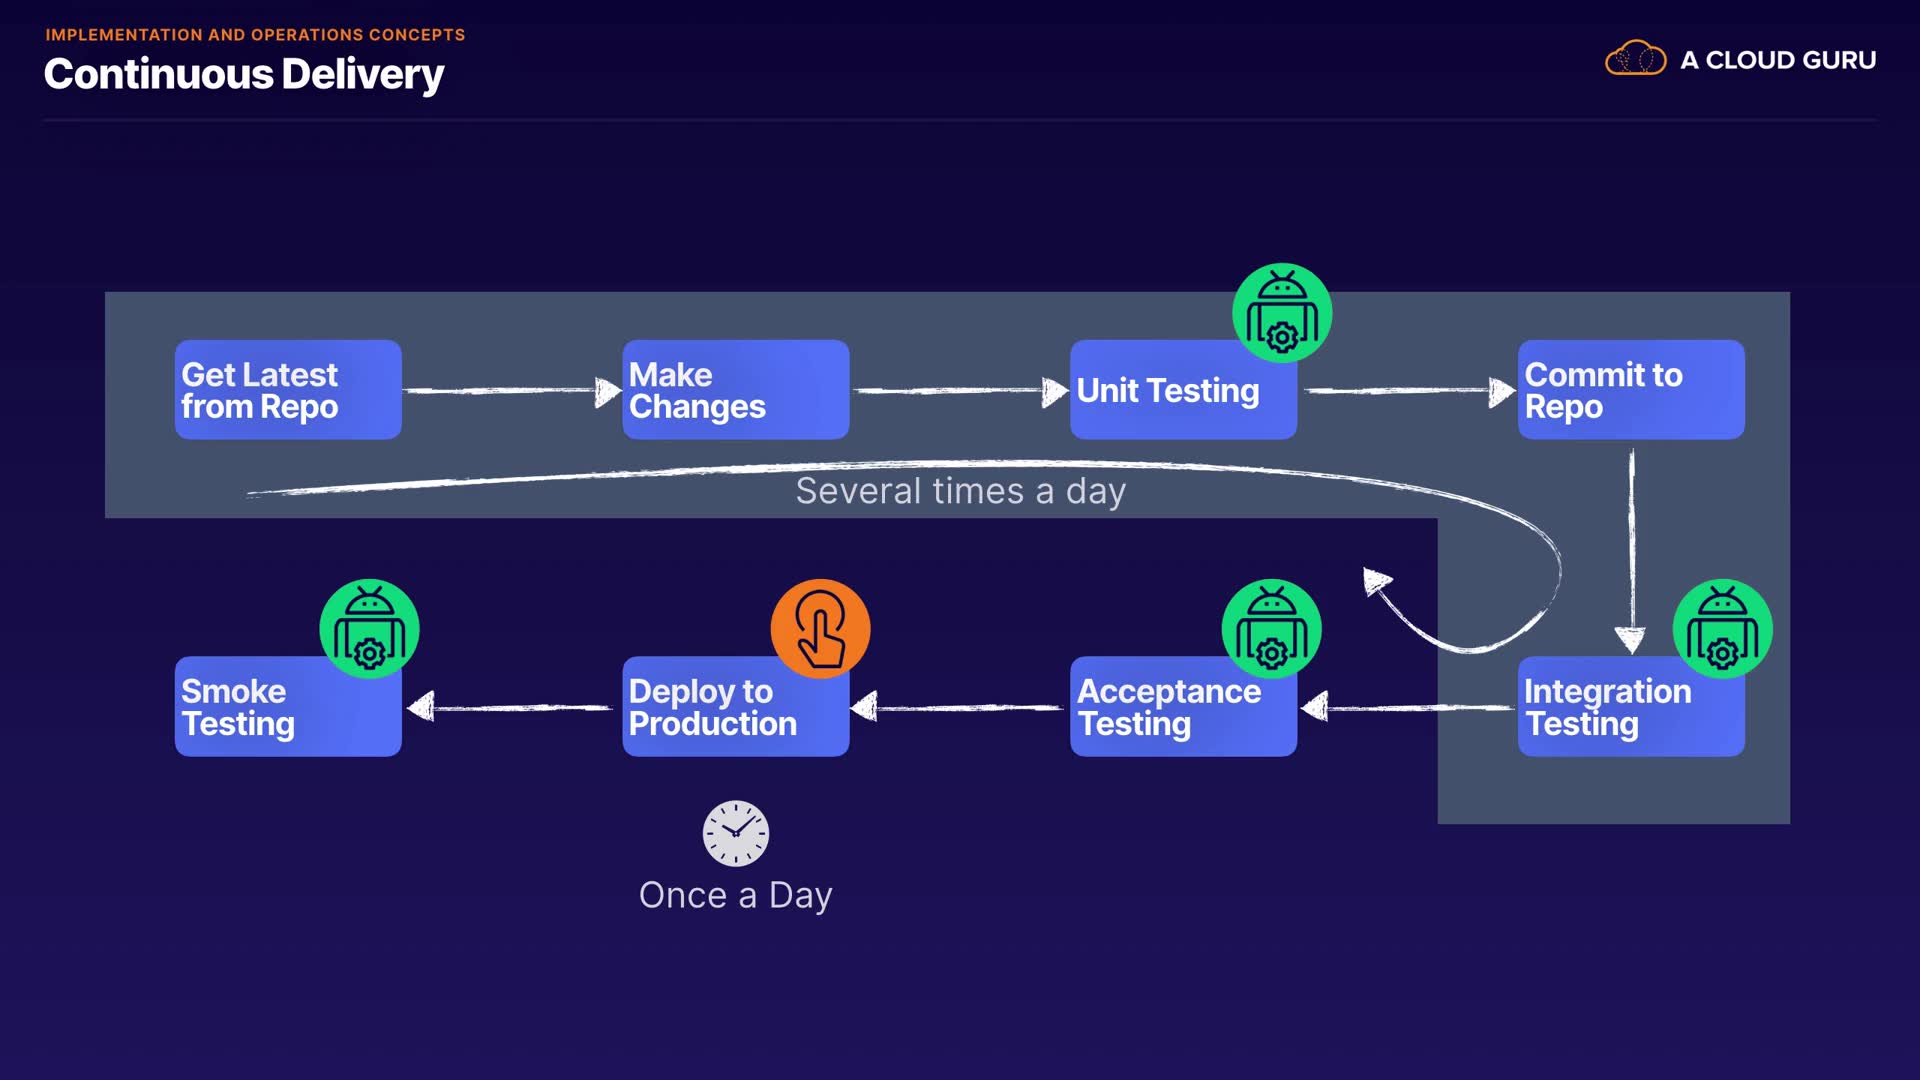 IMPLEMENTATION AND OPERATIONS CONCEPTS
Continuous Delivery
A CLOUD GURU
Get Latest
from Repo
Make
Changes
Unit Testing
Commit to
Repo
Several times a day
Smoke
Testing
Deploy to
Production
Acceptance
Testing
Integration
Testing
Once a Day